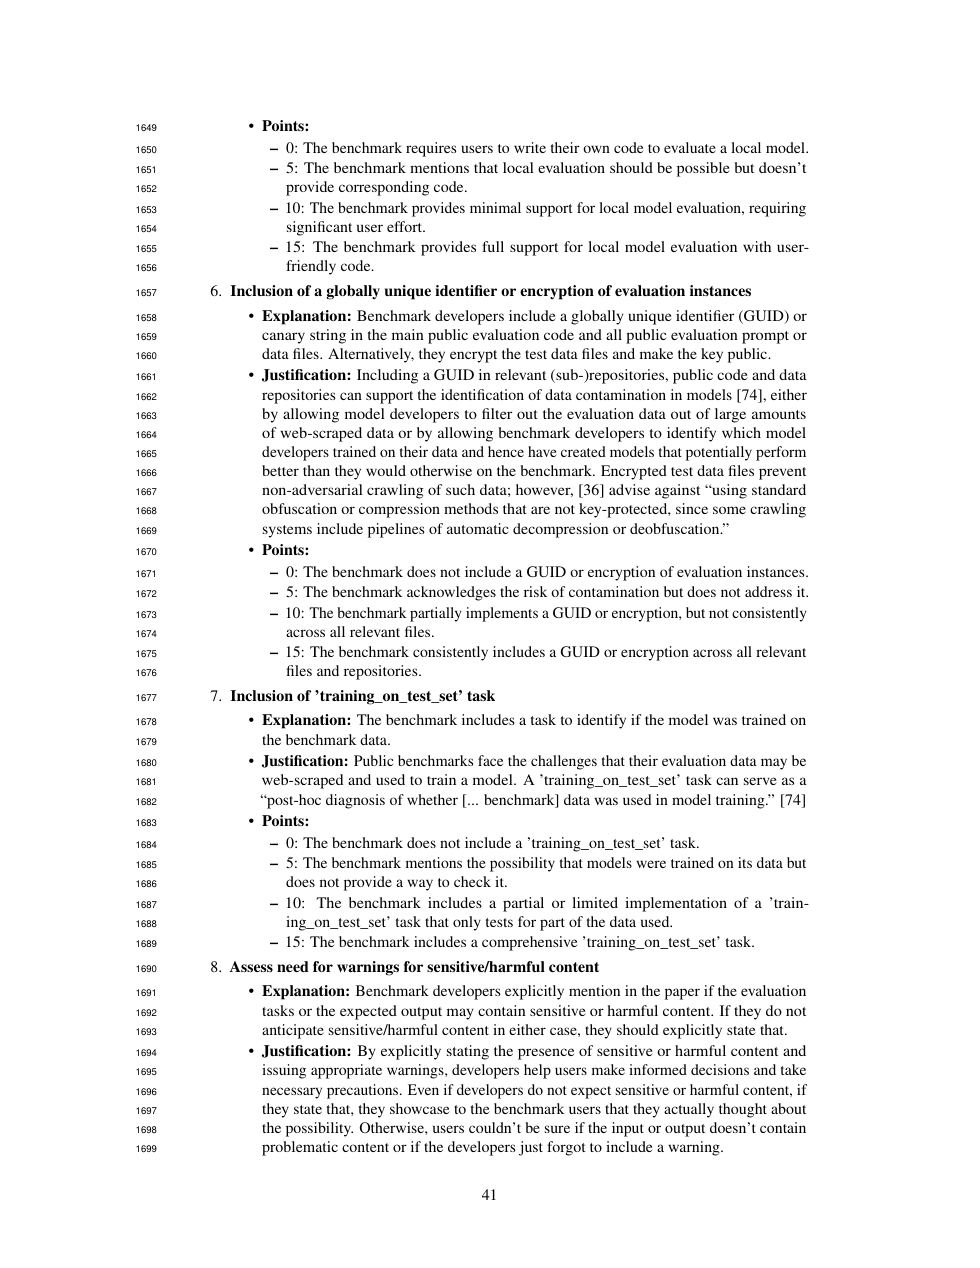 1649 • Points:
1650 – 0: The benchmark requires users to write their own code to evaluate a local model.
1651 – 5: The benchmark mentions that local evaluation should be possible but doesn’t
1652 provide corresponding code.
1653 – 10: The benchmark provides minimal support for local model evaluation, requiring
1654 significant user effort.
1655 – 15: The benchmark provides full support for local model evaluation with user-
1656 friendly code.
1657 6. Inclusion of a globally unique identifier or encryption of evaluation instances
1658 • Explanation: Benchmark developers include a globally unique identifier (GUID) or
1659 canary string in the main public evaluation code and all public evaluation prompt or
1660 data files. Alternatively, they encrypt the test data files and make the key public.
1661 • Justification: Including a GUID in relevant (sub-)repositories, public code and data
1662 repositories can support the identification of data contamination in models [74], either
1663 by allowing model developers to filter out the evaluation data out of large amounts
1664 of web-scraped data or by allowing benchmark developers to identify which model
1665 developers trained on their data and hence have created models that potentially perform
1666 better than they would otherwise on the benchmark. Encrypted test data files prevent
1667 non-adversarial crawling of such data; however, [36] advise against “using standard
1668 obfuscation or compression methods that are not key-protected, since some crawling
1669 systems include pipelines of automatic decompression or deobfuscation.”
1670 • Points:
1671 – 0: The benchmark does not include a GUID or encryption of evaluation instances.
1672 – 5: The benchmark acknowledges the risk of contamination but does not address it.
1673 – 10: The benchmark partially implements a GUID or encryption, but not consistently
1674 across all relevant files.
1675 – 15: The benchmark consistently includes a GUID or encryption across all relevant
1676 files and repositories.
1677 7. Inclusion of ’training_on_test_set’ task
1678 • Explanation: The benchmark includes a task to identify if the model was trained on
1679 the benchmark data.
1680 • Justification: Public benchmarks face the challenges that their evaluation data may be
1681 web-scraped and used to train a model. A ’training_on_test_set’ task can serve as a
1682 “post-hoc diagnosis of whether [... benchmark] data was used in model training.” [74]
1683 • Points:
1684 – 0: The benchmark does not include a ’training_on_test_set’ task.
1685 – 5: The benchmark mentions the possibility that models were trained on its data but
1686 does not provide a way to check it.
1687 – 10: The benchmark includes a partial or limited implementation of a ’train-
1688 ing_on_test_set’ task that only tests for part of the data used.
1689 – 15: The benchmark includes a comprehensive ’training_on_test_set’ task.
1690 8. Assess need for warnings for sensitive/harmful content
1691 • Explanation: Benchmark developers explicitly mention in the paper if the evaluation
1692 tasks or the expected output may contain sensitive or harmful content. If they do not
1693 anticipate sensitive/harmful content in either case, they should explicitly state that.
1694 • Justification: By explicitly stating the presence of sensitive or harmful content and
1695 issuing appropriate warnings, developers help users make informed decisions and take
1696 necessary precautions. Even if developers do not expect sensitive or harmful content, if
1697 they state that, they showcase to the benchmark users that they actually thought about
1698 the possibility. Otherwise, users couldn’t be sure if the input or output doesn’t contain
1699 problematic content or if the developers just forgot to include a warning.
41